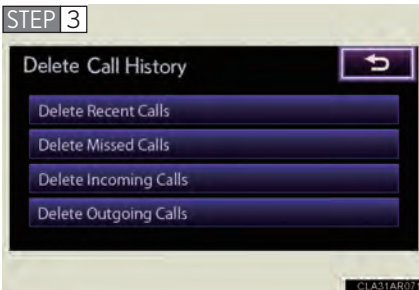 STEP 3
Delete Call History
Delete Recent Calls
Delete Missed Calls
Delete Incoming Calls
Delete Outgoing Calls
CLA31AR07